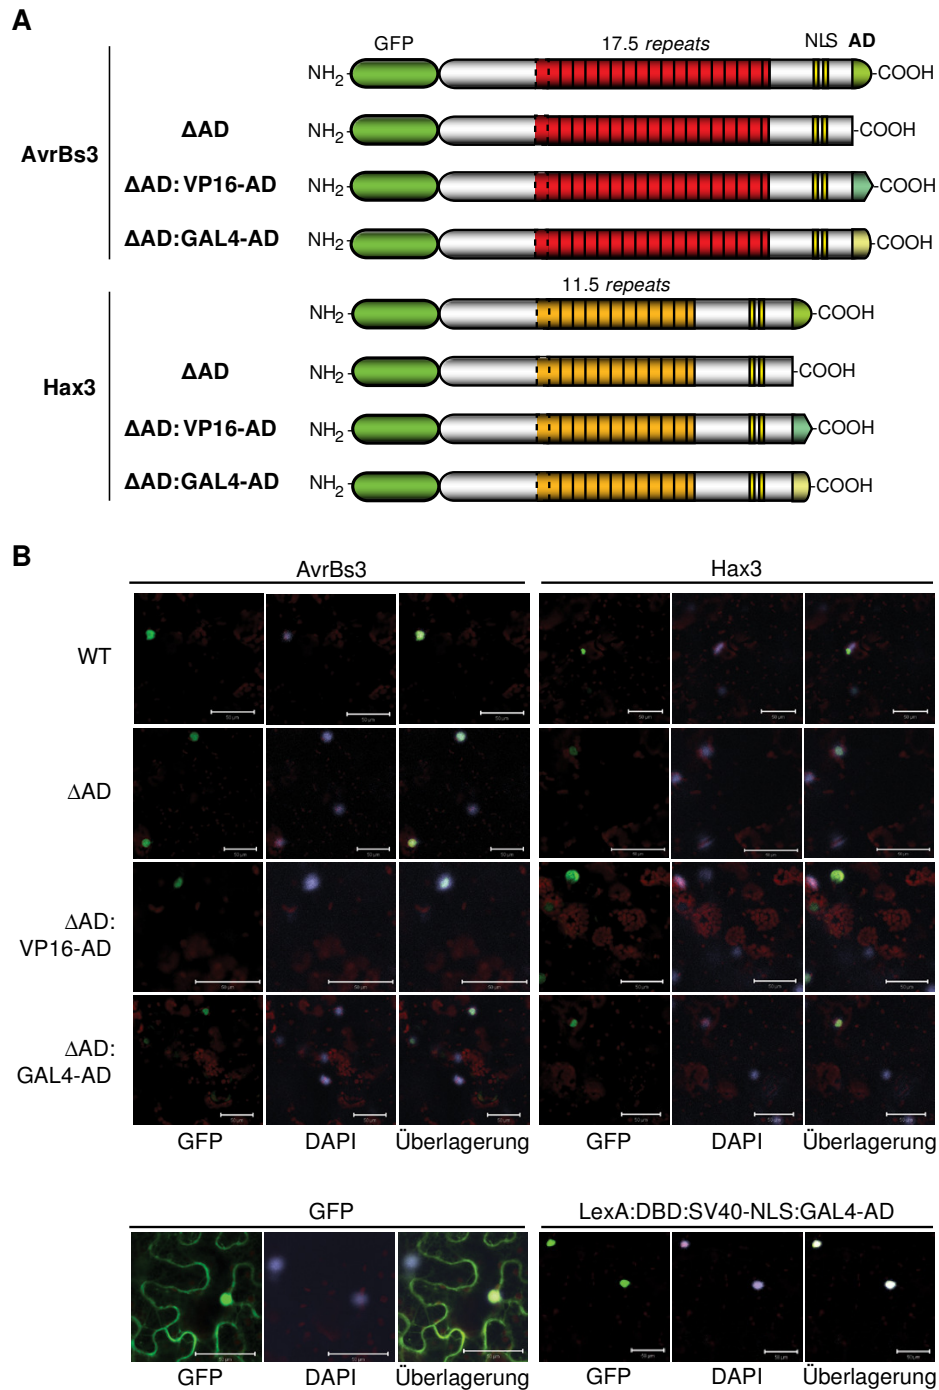 A
GFP 17.5 repeats NLS AD
NH2 COOH
ΔAD NH2 COOH
AvrBs3
ΔAD:VP16-AD NH2 COOH
ΔAD:GAL4-AD NH2 COOH
11.5 repeats
NH2 COOH
ΔAD NH2 COOH
Hax3
ΔAD:VP16-AD NH2 COOH
ΔAD:GAL4-AD NH2 COOH
B
AvrBs3 Hax3
WT
ΔAD
ΔAD:
VP16-AD
ΔAD:
GAL4-AD
GFP DAPI Überlagerung GFP DAPI Überlagerung
GFP LexA:DBD:SV40-NLS:GAL4-AD
GFP DAPI Überlagerung GFP DAPI Überlagerung